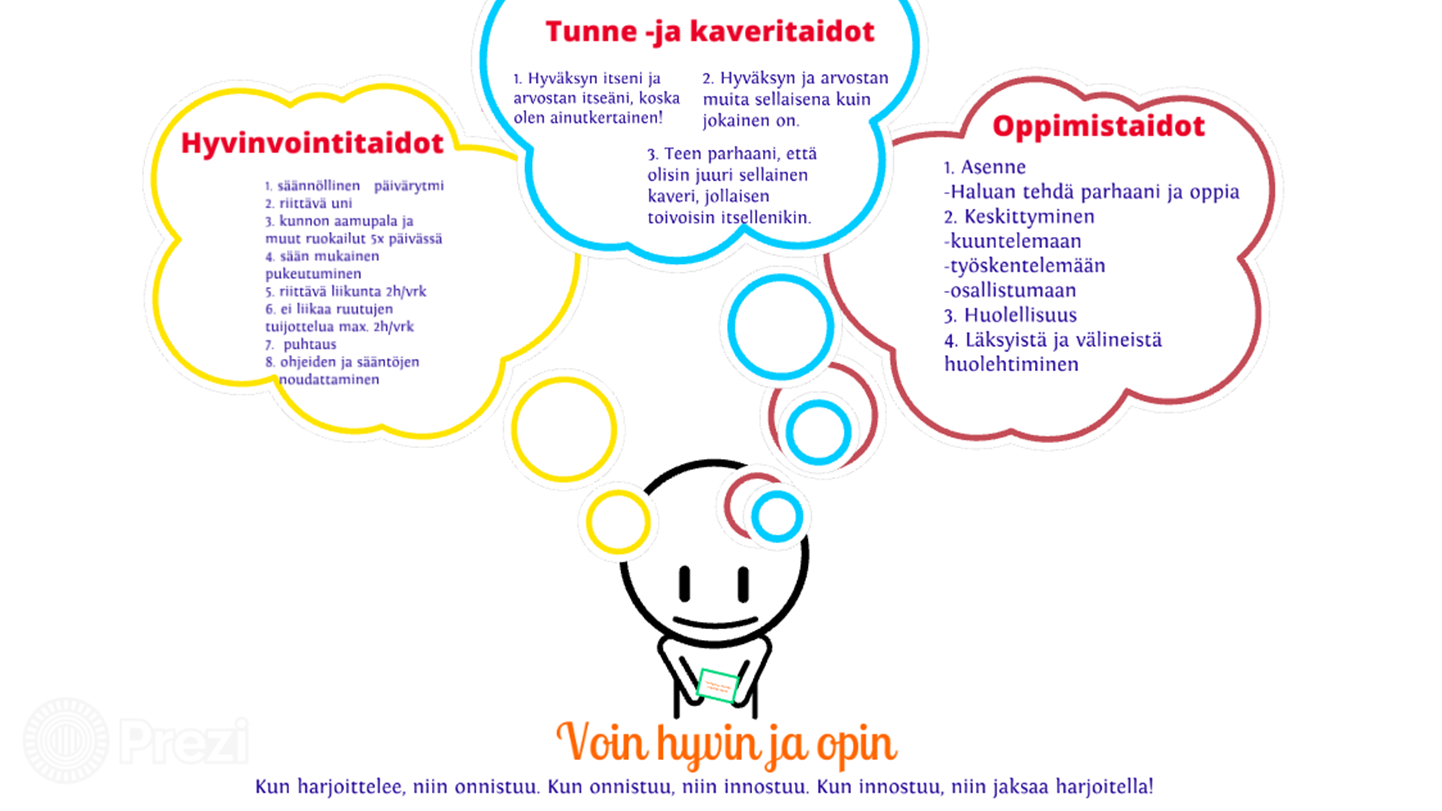 Tunne -ja kaveritaidot
1. Hyväksyn itseni ja
arvostan itseäni, koska
olen ainutkertainen!
2. Hyväksyn ja arvostan
muita sellaisena kuin
jokainen on.
3. Teen parhaani, että
olisin juuri sellainen
kaveri, jollaisen
toivoisin itsellenikin.
Hyvinvointitaidot
1. säännöllinen päivärytmi
2. riittävä uni
3. kunnon aamupala ja
muut ruokailut 5x päivässä
4. sään mukainen
pukeutuminen
5. riittävä liikunta 2h/vrk
6. ei liikaa ruutujen
tuijottelua max. 2h/vrk
7. puhtaus
8. ohjeiden ja sääntöjen
noudattaminen
Oppimistaidot
1. Asenne
-Haluan tehdä parhaani ja oppia
2. Keskittyminen
-kuuntelemaan
-työskentelemään
-osallistumaan
3. Huolellisuus
4. Läksyistä ja välineistä
huolehtiminen
Voin hyvin ja opin
Kun harjoittelee, niin onnistuu. Kun onnistuu, niin innostuu. Kun innostuu, niin jaksaa harjoitella!
Prezi